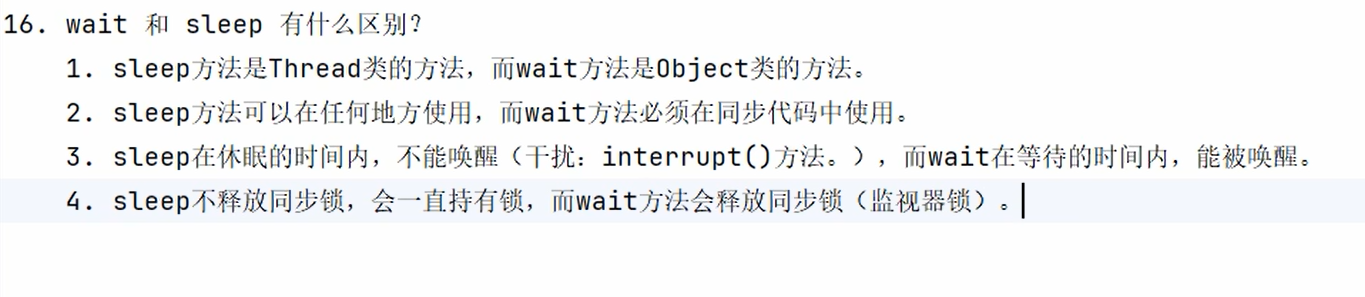 16. wait 和 sleep 有什么区别?
1. sleep方法是Thread类的方法，而wait方法是Object类的方法。
2. sleep方法可以在任何地方使用，而wait方法必须在同步代码中使用。
3. sleep在休眠的时间内，不能唤醒（干扰：interrupt()方法。），而wait在等待的时间内，能被唤醒。
4. sleep不释放同步锁，会一直持有锁，而wait方法会释放同步锁（监视器锁）。